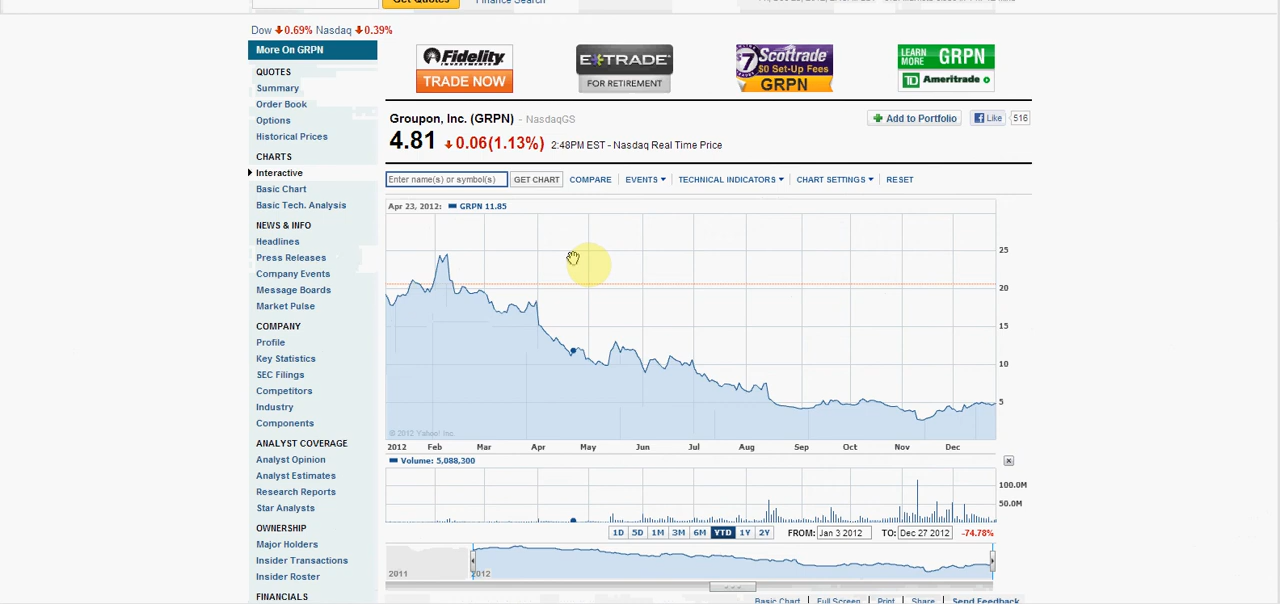 Get Quotes
Finance Search
Dow 0.69% Nasdaq 0.39%
More On GRPN
QUOTES
Summary
Order Book
Options
Historical Prices
CHARTS
Interactive
Basic Chart
Basic Tech. Analysis
NEWS & INFO
Headlines
Press Releases
Company Events
Message Boards
Market Pulse
COMPANY
Profile
Key Statistics
SEC Filings
Competitors
Industry
Components
ANALYST COVERAGE
Analyst Opinion
Analyst Estimates
Research Reports
Star Analysts
OWNERSHIP
Major Holders
Insider Transactions
Insider Roster
FINANCIALS
Fidelity INVESTMENTS
TRADE NOW
E*TRADE
FOR RETIREMENT
$7 Scottrade
$0 Set-Up Fees
GRPN
LEARN MORE GRPN
TD Ameritrade
Groupon, Inc. (GRPN) - NasdaqGS
Add to Portfolio
Like 516
4.81 0.06(1.13%) 2:48PM EST - Nasdaq Real Time Price
Enter name(s) or symbol(s) GET CHART COMPARE EVENTS TECHNICAL INDICATORS CHART SETTINGS RESET
Apr 23, 2012: GRPN 11.85
25
20
15
10
5
© 2012 Yahoo! Inc.
2012 Feb Mar Apr May Jun Jul Aug Sep Oct Nov Dec
Volume: 5,088,300
100.0M
50.0M
1D 5D 1M 3M 6M YTD 1Y 2Y FROM: Jan 3 2012 TO: Dec 27 2012 -74.78%
2011 2012
Basic Chart Full Screen Print Share Send Feedback